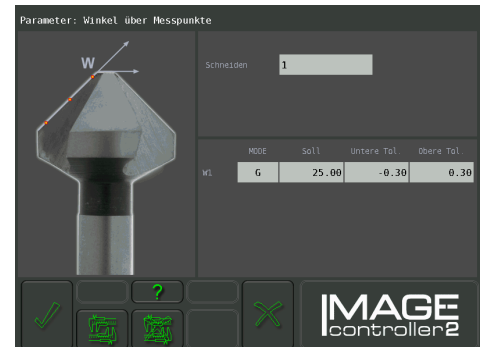 Parameter: Winkel über Messpunkte
W
Schneiden 1
MODE Soll Untere Tol. Obere Tol.
W1 G 25.00 -0.30 0.30
?
IMAGE
controller2